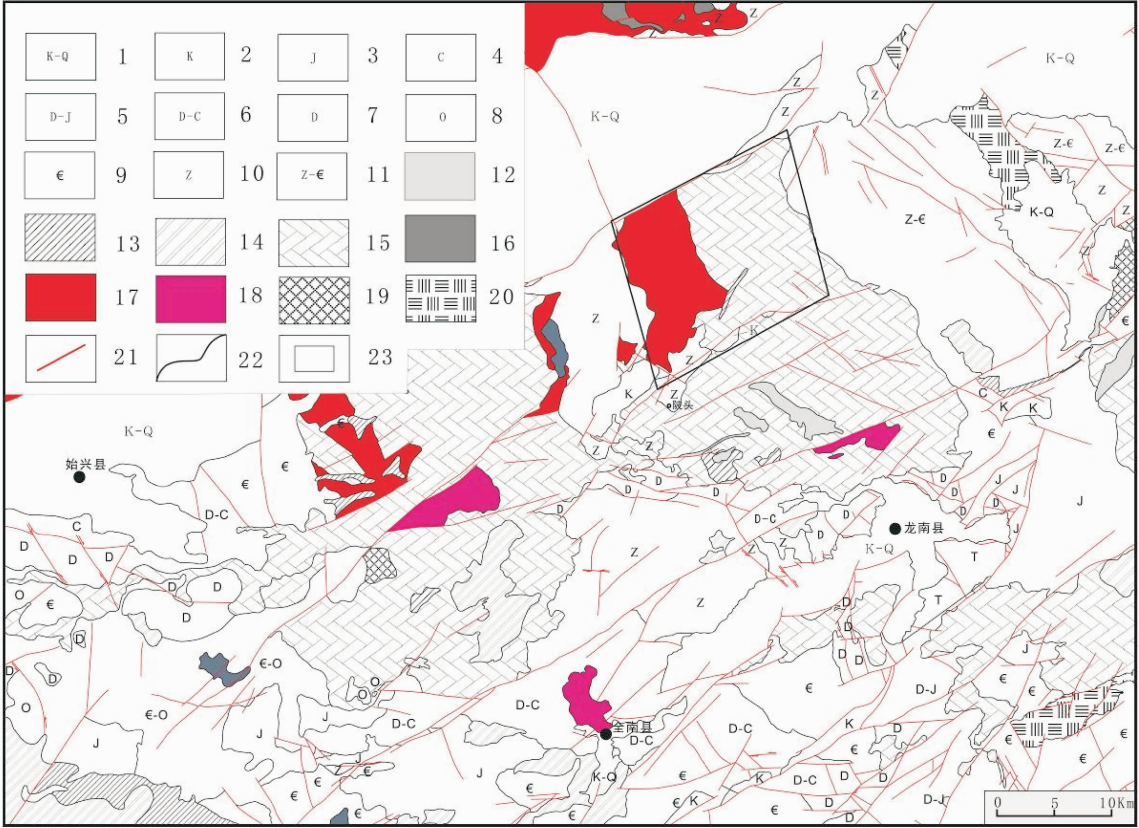 K-Q 1 K 2 J 3 C 4
D-J 5 D-C 6 D 7 O 8
€ 9 Z 10 Z-€ 11 12
13 14 15 16
17 18 19 20
21 22 23
Z Z
K-Q
K-Q
Z
Z
Z
Z-€ Z-€
Z
K-Q
Z-€
Z
Z
K
Z
€
K Z
陂头
C
K K
€
€
K-Q
始兴县
€
€
Z Z
D-C
D D D
D
D-C D D
龙南县
K-Q
J J
D D D
J
J
C
D D D
D
D
Z
Z Z
T
T
O € D
D
Z
D
D
D D
D
D
O
€-O
€-O
O O
D-C
D-C
€
D-J
J
€ €
J
J
全南县
D-C
D-C
K
D
€
€ €
J Z €
J
K-Q
€
€
K
K D-C D D
€ €
€
D
D-J
€
0 5 10Km